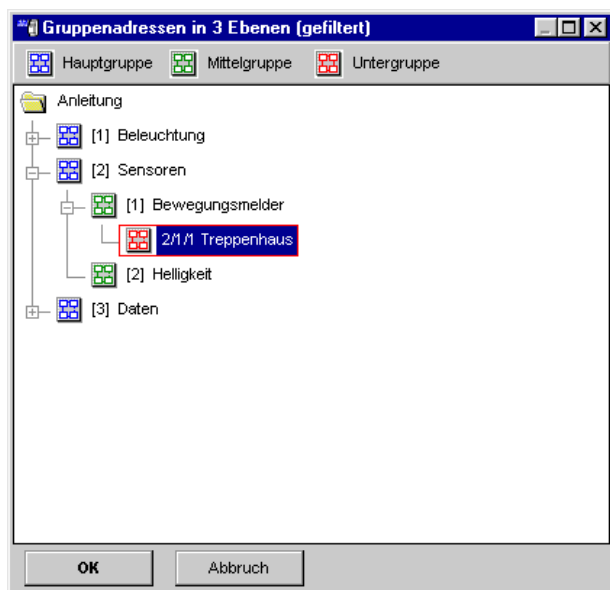 Gruppenadressen in 3 Ebenen (gefiltert)
Hauptgruppe Mittelgruppe Untergruppe
Anleitung
[1] Beleuchtung
[2] Sensoren
[1] Bewegungsmelder
2/1/1 Treppenhaus
[2] Helligkeit
[3] Daten
OK Abbruch